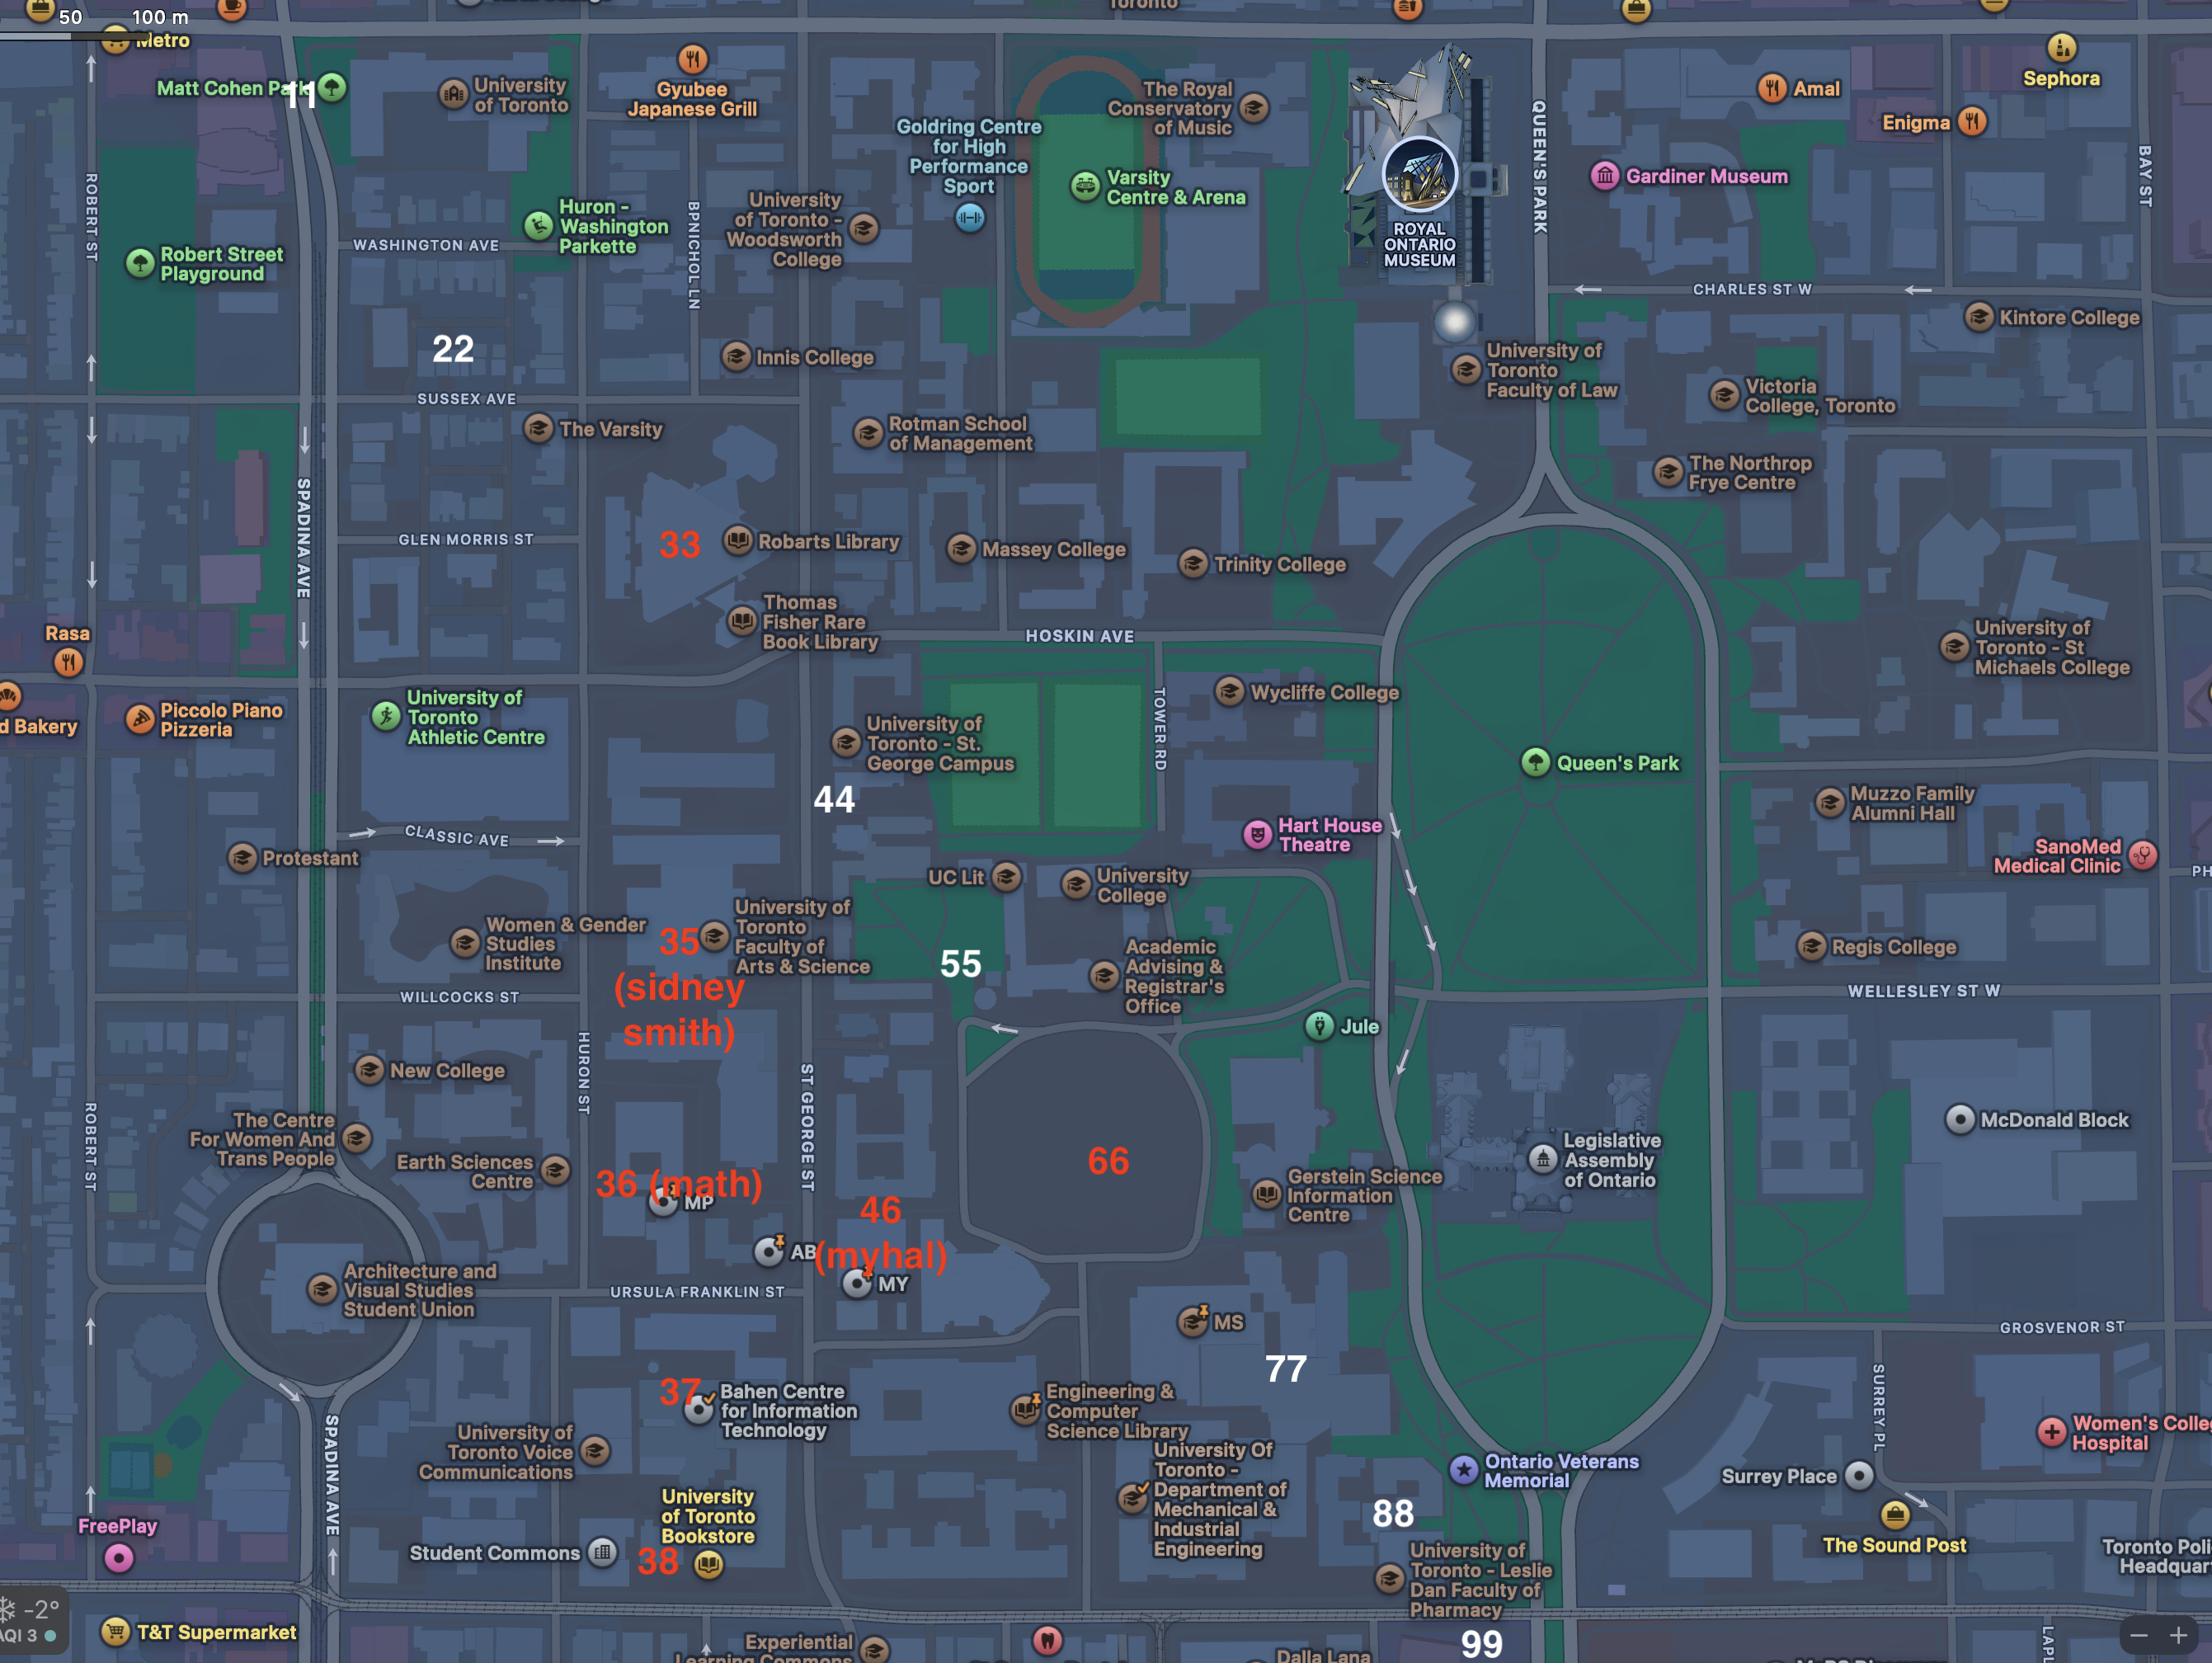 50
100 m
Toronto
Metro
Matt Cohen Park
11
University
of Toronto
Gyubee
Japanese Grill
Goldring Centre
for High
Performance
Sport
The Royal
Conservatory
of Music
Varsity
Centre & Arena
ROYAL
ONTARIO
MUSEUM
QUEEN'S PARK
Amal
Enigma
Sephora
Gardiner Museum
BAY ST
ROBERT ST
Robert Street
Playground
WASHINGTON AVE
Huron -
Washington
Parkette
BPNICHOL LN
University
of Toronto -
Woodsworth
College
CHARLES ST W
Kintore College
22
Innis College
University of
Toronto
Faculty of Law
Victoria
College, Toronto
SUSSEX AVE
The Varsity
Rotman School
of Management
The Northrop
Frye Centre
SPADINA AVE
GLEN MORRIS ST
33
Robarts Library
Massey College
Trinity College
Thomas
Fisher Rare
Book Library
HOSKIN AVE
Rasa
University of
Toronto - St
Michaels College
d Bakery
Piccolo Piano
Pizzeria
University of
Toronto
Athletic Centre
University of
Toronto - St.
George Campus
TOWER RD
Wycliffe College
Queen's Park
44
Muzzo Family
Alumni Hall
CLASSIC AVE
Hart House
Theatre
Protestant
SanoMed
Medical Clinic
PH
UC Lit
University
College
Women & Gender
Studies
Institute
35
(sidney
smith)
University of
Toronto
Faculty of
Arts & Science
55
Academic
Advising &
Registrar's
Office
Regis College
WILLCOCKS ST
WELLESLEY ST W
Jule
HURON ST
New College
ST GEORGE ST
ROBERT ST
The Centre
For Women And
Trans People
Earth Sciences
Centre
McDonald Block
Legislative
Assembly
of Ontario
66
36 (math)
MP
46
(myhal)
Gerstein Science
Information
Centre
AB
MY
Architecture and
Visual Studies
Student Union
URSULA FRANKLIN ST
MS
GROSVENOR ST
77
SURREY PL
37
Bahen Centre
for Information
Technology
Engineering &
Computer
Science Library
University of
Toronto Voice
Communications
SPADINA AVE
University Of
Toronto -
Department of
Mechanical &
Industrial
Engineering
Ontario Veterans
Memorial
Surrey Place
Women's Colleg
Hospital
88
FreePlay
University
of Toronto
Bookstore
Student Commons
38
The Sound Post
Toronto Poli
Headquar
University of
Toronto - Leslie
Dan Faculty of
Pharmacy
-2°
AQI 3
T&T Supermarket
Experiential
Learning Commons
99
Dalla Lana
LAPL